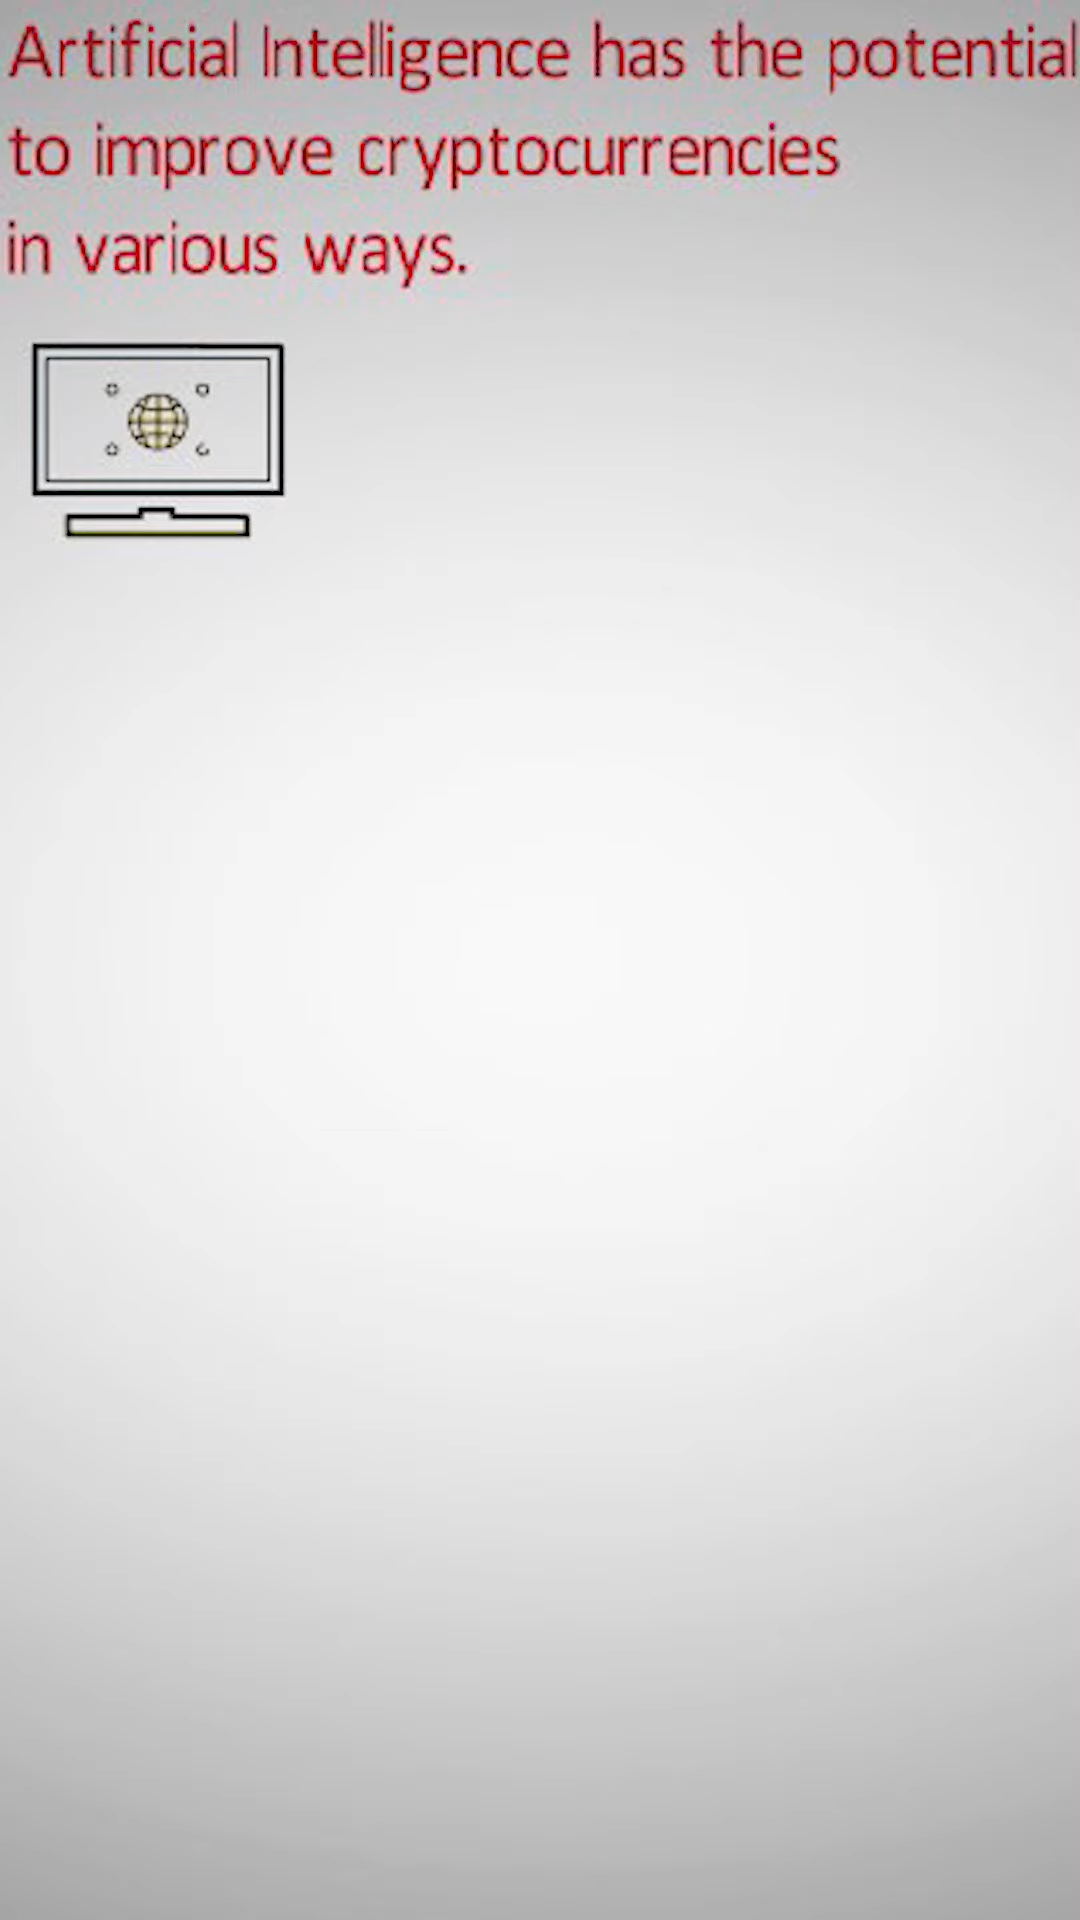 Artificial Intelligence has the potential
to improve cryptocurrencies
in various ways.